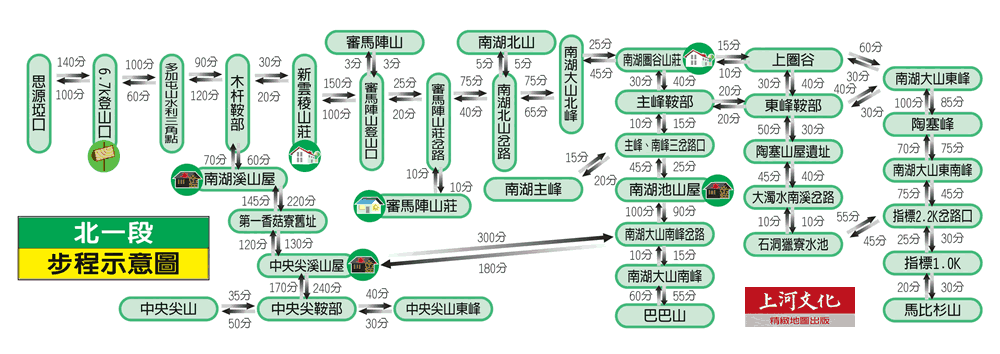 思源埡口
140分
100分
6.7k登山口
100分
60分
多加屯山水利三角點
90分
120分
木杆鞍部
30分
20分
新雲稜山莊
150分
100分
審馬陣山
3分 3分
審馬陣山登山口
25分
20分
審馬陣山莊岔路
75分
40分
10分 10分
審馬陣山莊
南湖北山
5分 5分
南湖北山岔路
75分
65分
南湖大山北峰
25分
45分
南湖圈谷山莊
15分
10分
上圈谷
60分
30分
南湖大山東峰
30分 40分
主峰鞍部
20分
20分
30分 40分
東峰鞍部
40分
30分
10分 15分
主峰、南峰三岔路口
15分
20分
南湖主峰
45分 25分
南湖池山屋
100分 90分
南湖大山南峰岔路
10分 15分
南湖大山南峰
60分 55分
巴巴山
50分 30分
陶塞山屋遺址
45分 40分
大濁水南溪岔路
10分 10分
石洞獵寮水池
55分
45分
100分 85分
陶塞峰
70分 75分
南湖大山東南峰
75分 45分
指標2.2K岔路口
25分 30分
指標1.0K
20分 30分
馬比杉山
70分 60分
南湖溪山屋
145分 220分
第一香菇寮舊址
120分 130分
中央尖溪山屋
300分
180分
170分 240分
中央尖山
35分
50分
中央尖鞍部
40分
30分
中央尖山東峰
北一段
步程示意圖
上河文化
精緻地圖出版